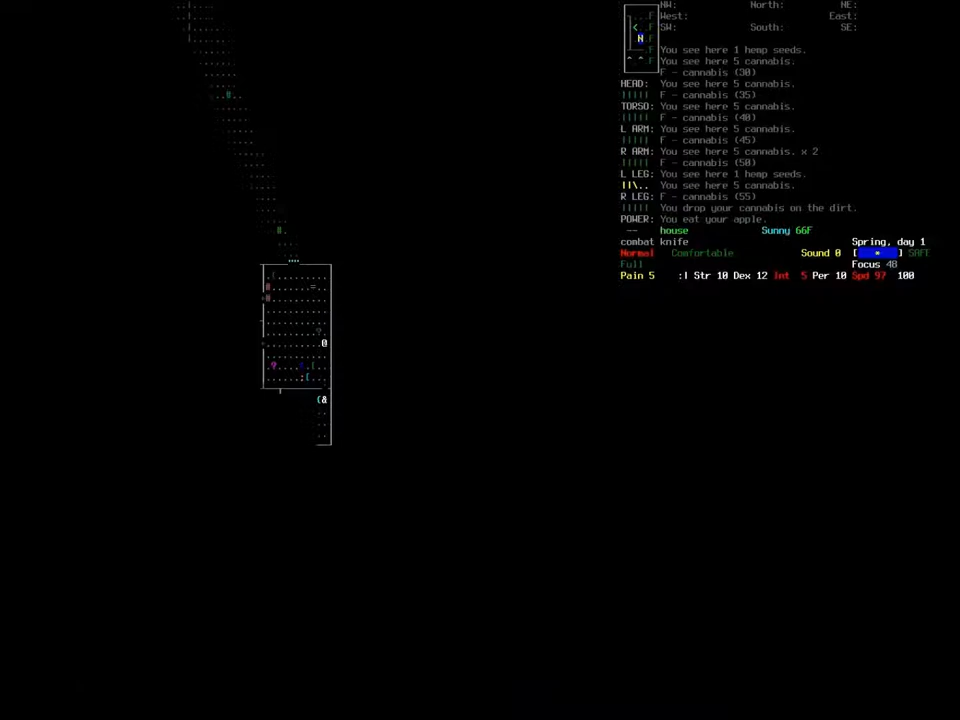 NW: North: NE:
West: East:
SW: South: SE:
You see here 1 hemp seeds.
You see here 5 cannabis.
F - cannabis (30)
HEAD: You see here 5 cannabis.
||||| F - cannabis (35)
TORSO: You see here 5 cannabis.
||||| F - cannabis (40)
L ARM: You see here 5 cannabis.
||||| F - cannabis (45)
R ARM: You see here 5 cannabis. x 2
||||| F - cannabis (50)
L LEG: You see here 1 hemp seeds.
||\.. You see here 5 cannabis.
R LEG: F - cannabis (55)
||||| You drop your cannabis on the dirt.
POWER: You eat your apple.
-- house Sunny 66F
combat knife Spring, day 1
Normal Comfortable Sound 0 [ * ] SAFE
Full Focus 48
Pain 5 :| Str 10 Dex 12 Int 5 Per 10 Spd 97 100